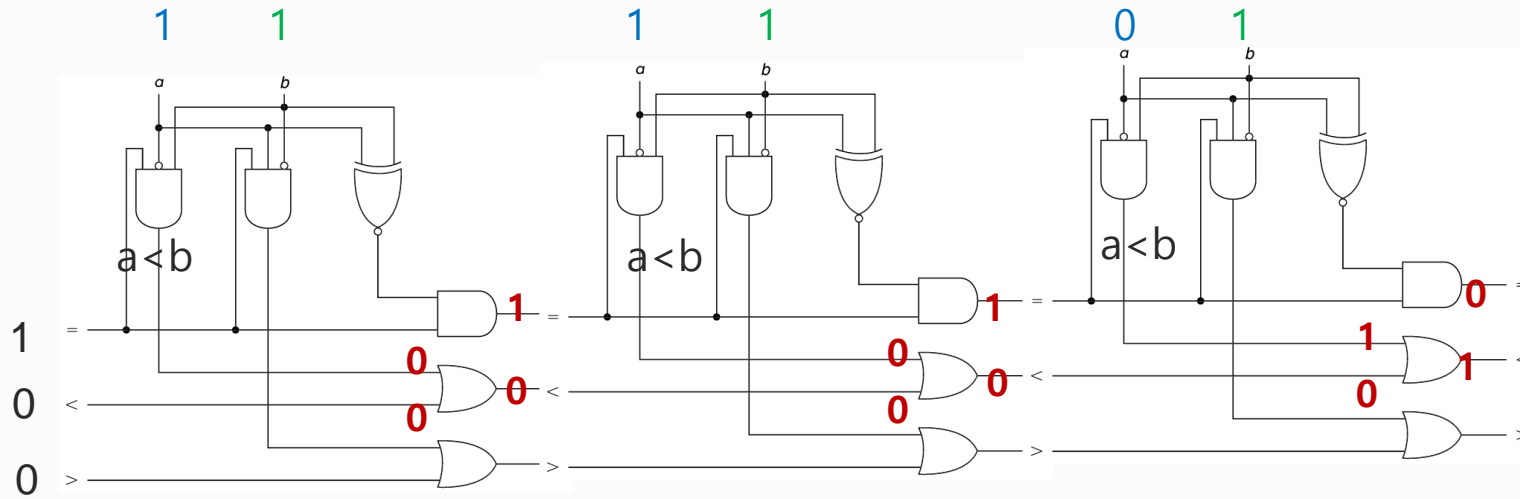 1 1 1 1 0 1
a b a b a b
a<b a<b a<b
1 = 1 = 1 = 0 =
0 0 1
0 < 0 < 0 < 1 <
0 0 0
0 > > > >